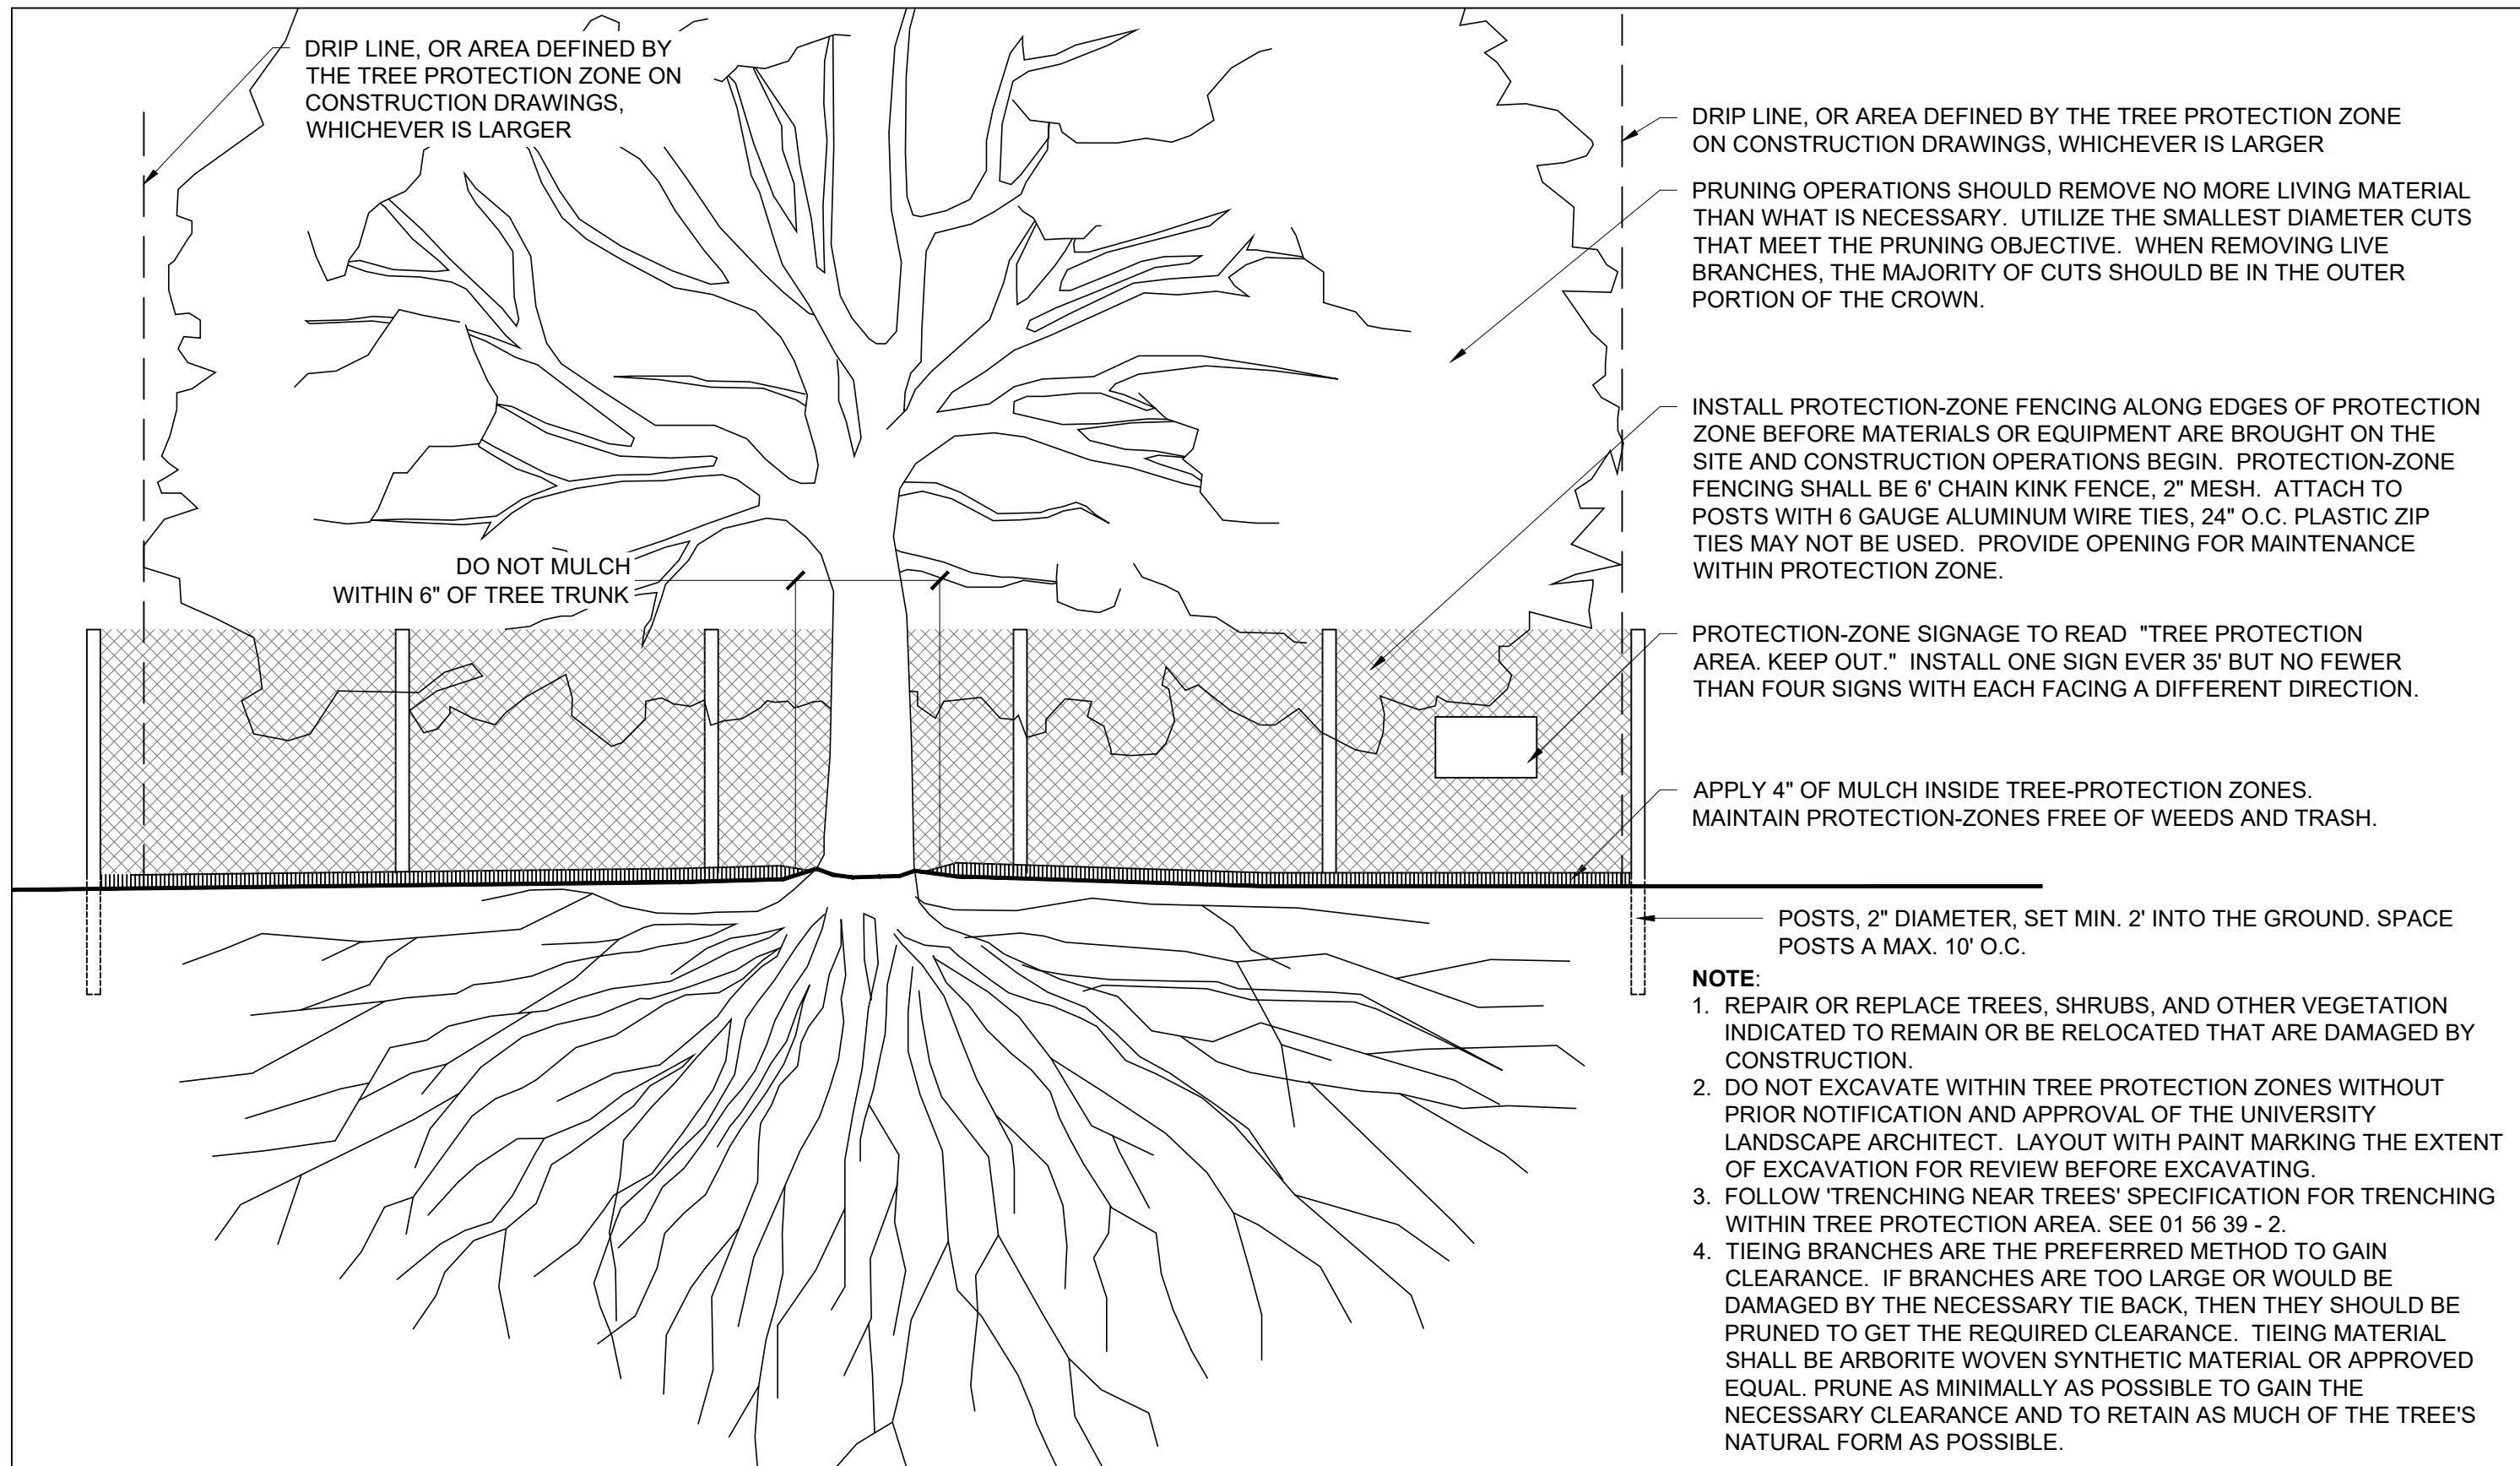 DRIP LINE, OR AREA DEFINED BY
THE TREE PROTECTION ZONE ON
CONSTRUCTION DRAWINGS,
WHICHEVER IS LARGER
DO NOT MULCH
WITHIN 6" OF TREE TRUNK
DRIP LINE, OR AREA DEFINED BY THE TREE PROTECTION ZONE
ON CONSTRUCTION DRAWINGS, WHICHEVER IS LARGER
PRUNING OPERATIONS SHOULD REMOVE NO MORE LIVING MATERIAL
THAN WHAT IS NECESSARY. UTILIZE THE SMALLEST DIAMETER CUTS
THAT MEET THE PRUNING OBJECTIVE. WHEN REMOVING LIVE
BRANCHES, THE MAJORITY OF CUTS SHOULD BE IN THE OUTER
PORTION OF THE CROWN.
INSTALL PROTECTION-ZONE FENCING ALONG EDGES OF PROTECTION
ZONE BEFORE MATERIALS OR EQUIPMENT ARE BROUGHT ON THE
SITE AND CONSTRUCTION OPERATIONS BEGIN. PROTECTION-ZONE
FENCING SHALL BE 6' CHAIN KINK FENCE, 2" MESH. ATTACH TO
POSTS WITH 6 GAUGE ALUMINUM WIRE TIES, 24" O.C. PLASTIC ZIP
TIES MAY NOT BE USED. PROVIDE OPENING FOR MAINTENANCE
WITHIN PROTECTION ZONE.
PROTECTION-ZONE SIGNAGE TO READ "TREE PROTECTION
AREA. KEEP OUT." INSTALL ONE SIGN EVER 35' BUT NO FEWER
THAN FOUR SIGNS WITH EACH FACING A DIFFERENT DIRECTION.
APPLY 4" OF MULCH INSIDE TREE-PROTECTION ZONES.
MAINTAIN PROTECTION-ZONES FREE OF WEEDS AND TRASH.
POSTS, 2" DIAMETER, SET MIN. 2' INTO THE GROUND. SPACE
POSTS A MAX. 10' O.C.
NOTE:
1. REPAIR OR REPLACE TREES, SHRUBS, AND OTHER VEGETATION
INDICATED TO REMAIN OR BE RELOCATED THAT ARE DAMAGED BY
CONSTRUCTION.
2. DO NOT EXCAVATE WITHIN TREE PROTECTION ZONES WITHOUT
PRIOR NOTIFICATION AND APPROVAL OF THE UNIVERSITY
LANDSCAPE ARCHITECT. LAYOUT WITH PAINT MARKING THE EXTENT
OF EXCAVATION FOR REVIEW BEFORE EXCAVATING.
3. FOLLOW 'TRENCHING NEAR TREES' SPECIFICATION FOR TRENCHING
WITHIN TREE PROTECTION AREA. SEE 01 56 39 - 2.
4. TIEING BRANCHES ARE THE PREFERRED METHOD TO GAIN
CLEARANCE. IF BRANCHES ARE TOO LARGE OR WOULD BE
DAMAGED BY THE NECESSARY TIE BACK, THEN THEY SHOULD BE
PRUNED TO GET THE REQUIRED CLEARANCE. TIEING MATERIAL
SHALL BE ARBORITE WOVEN SYNTHETIC MATERIAL OR APPROVED
EQUAL. PRUNE AS MINIMALLY AS POSSIBLE TO GAIN THE
NECESSARY CLEARANCE AND TO RETAIN AS MUCH OF THE TREE'S
NATURAL FORM AS POSSIBLE.